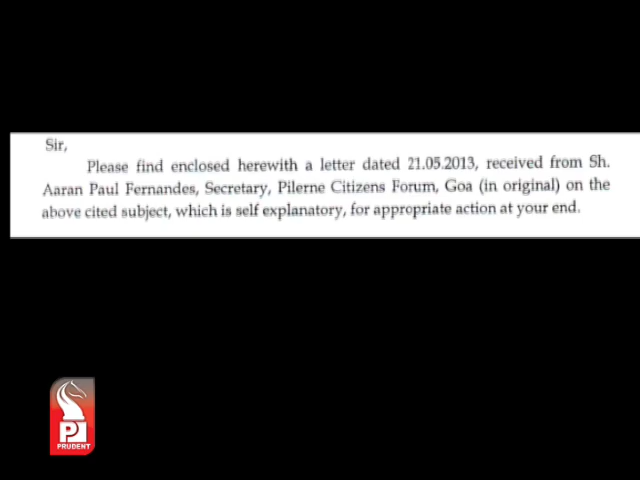 Sir,
Please find enclosed herewith a letter dated 21.05.2013, received from Sh.
Aaran Paul Fernandes, Secretary, Pilerne Citizens Forum, Goa (in original) on the
above cited subject, which is self explanatory, for appropriate action at your end.
P
PRUDENT